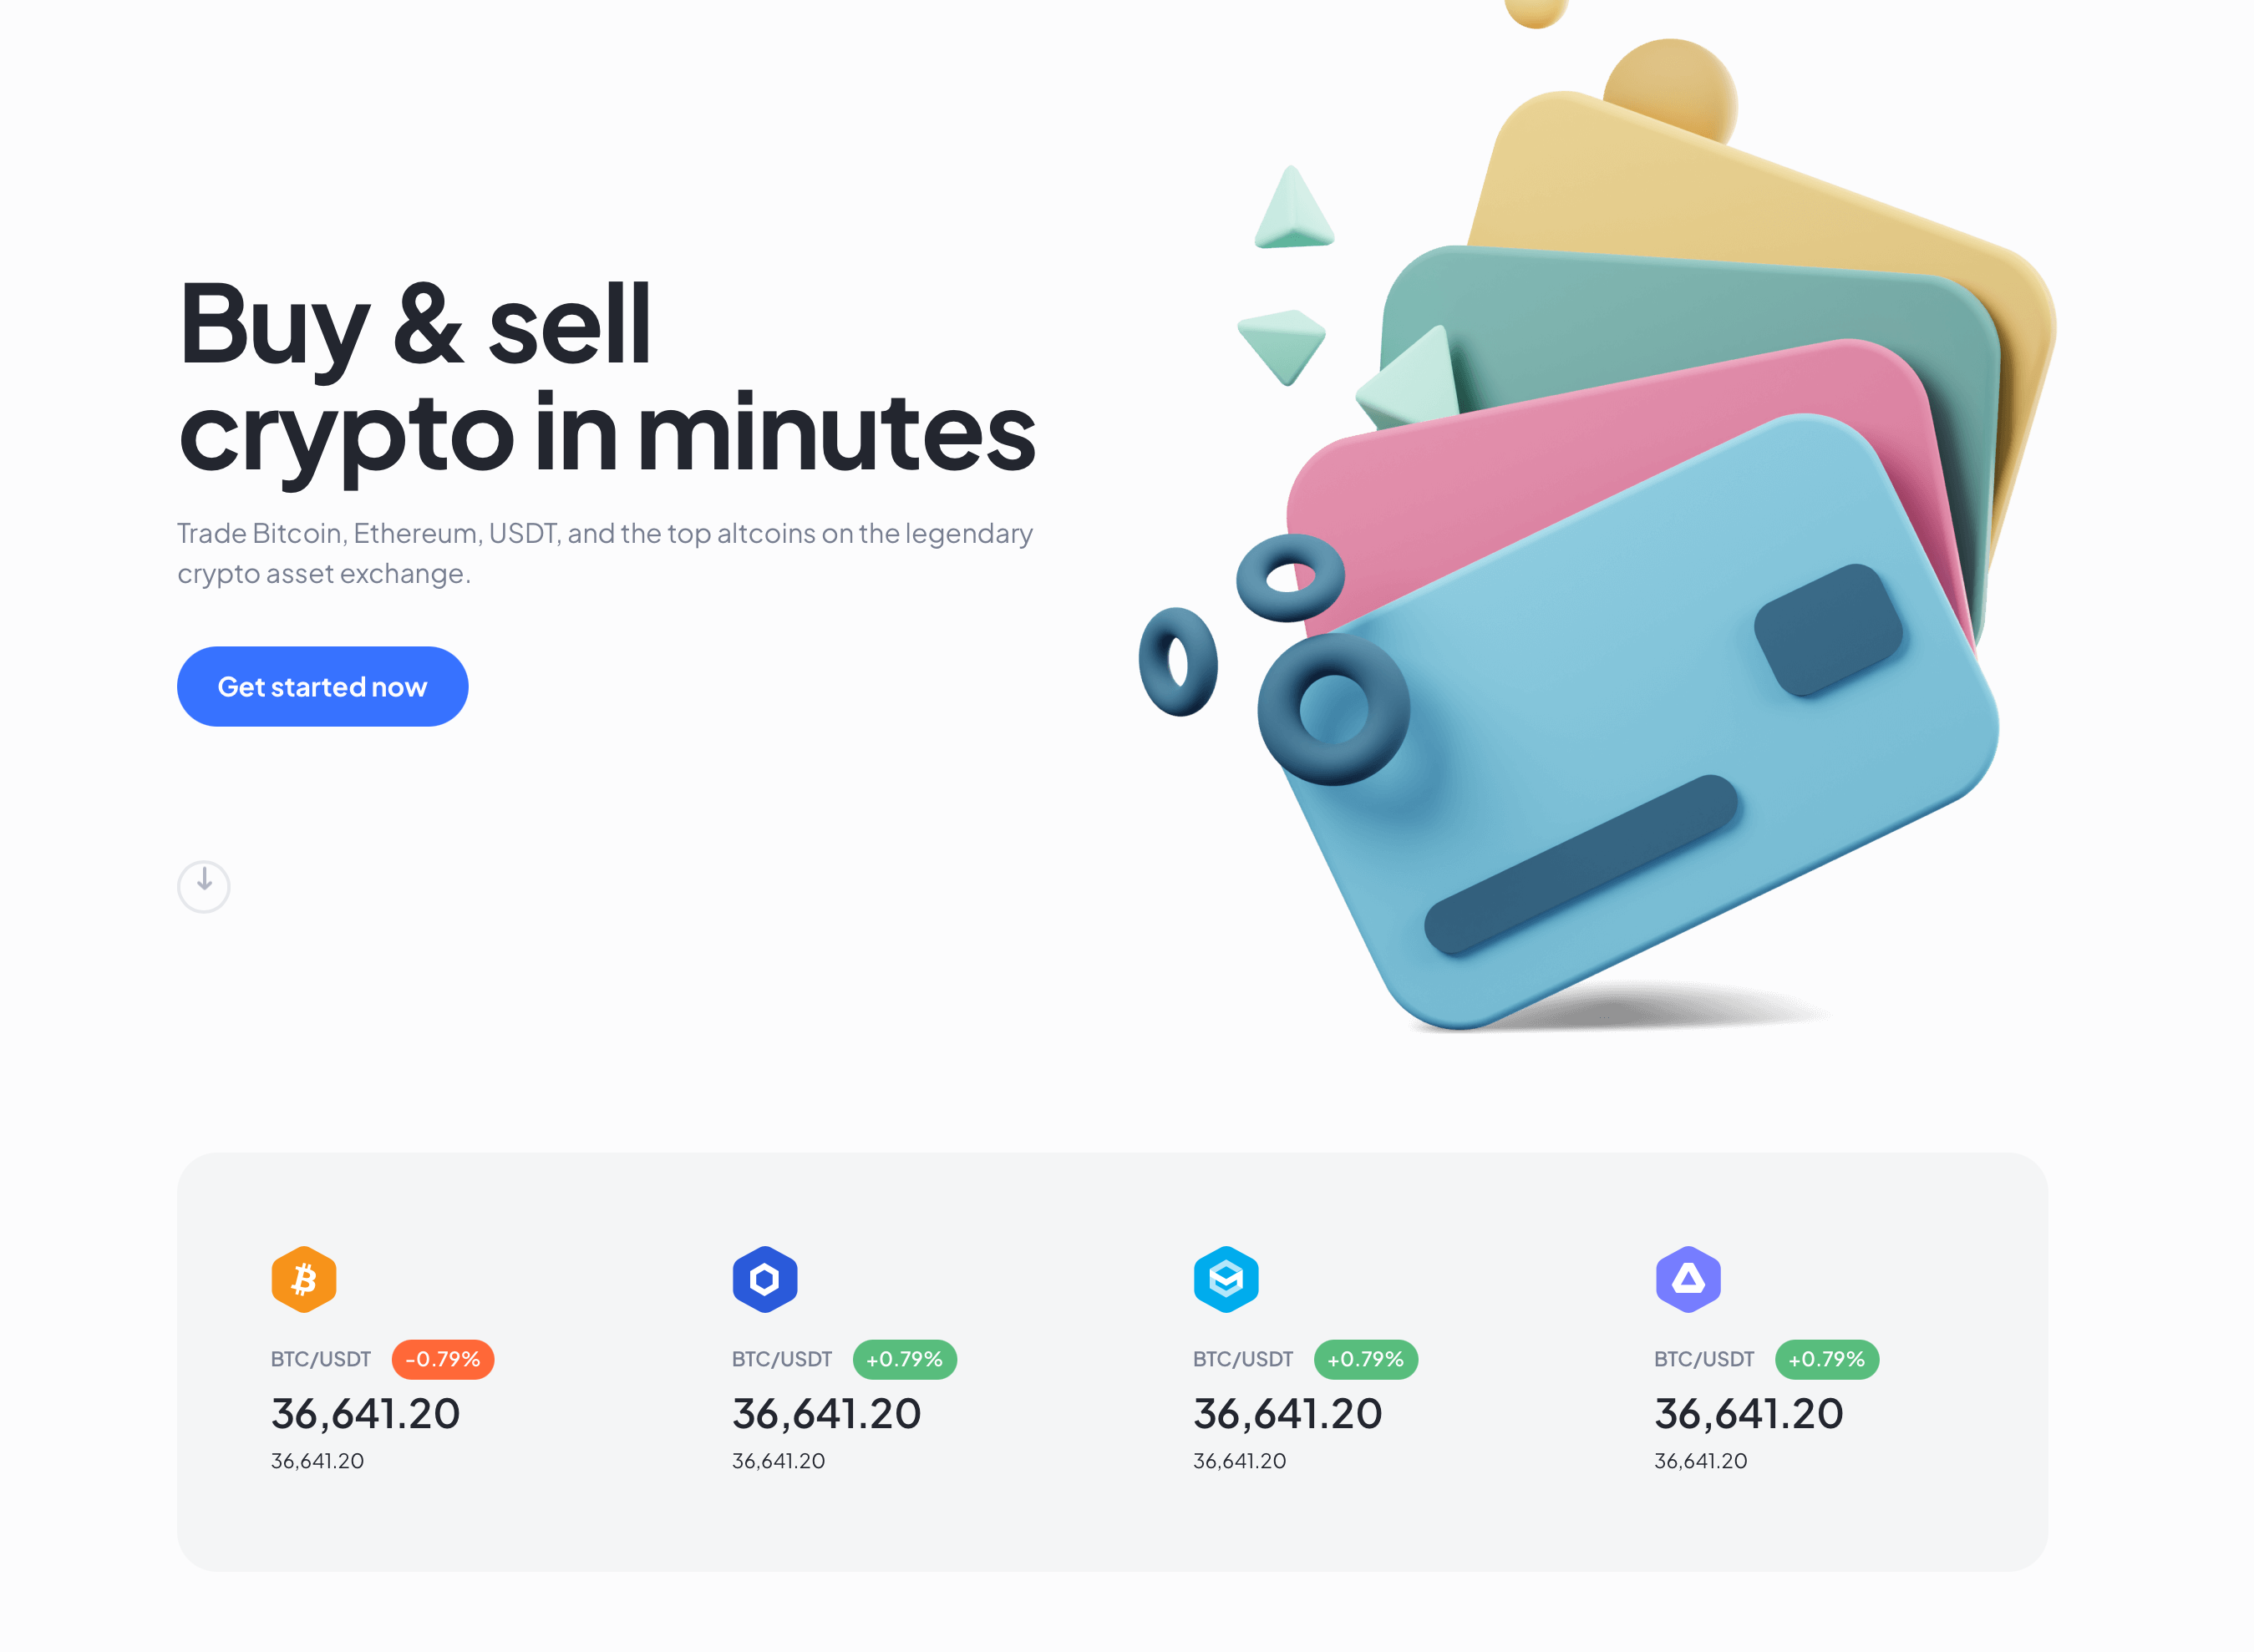 Buy & sell
crypto in minutes
Trade Bitcoin, Ethereum, USDT, and the top altcoins on the legendary
crypto asset exchange.
Get started now
BTC/USDT -0.79%
36,641.20
36,641.20
BTC/USDT +0.79%
36,641.20
36,641.20
BTC/USDT +0.79%
36,641.20
36,641.20
BTC/USDT +0.79%
36,641.20
36,641.20